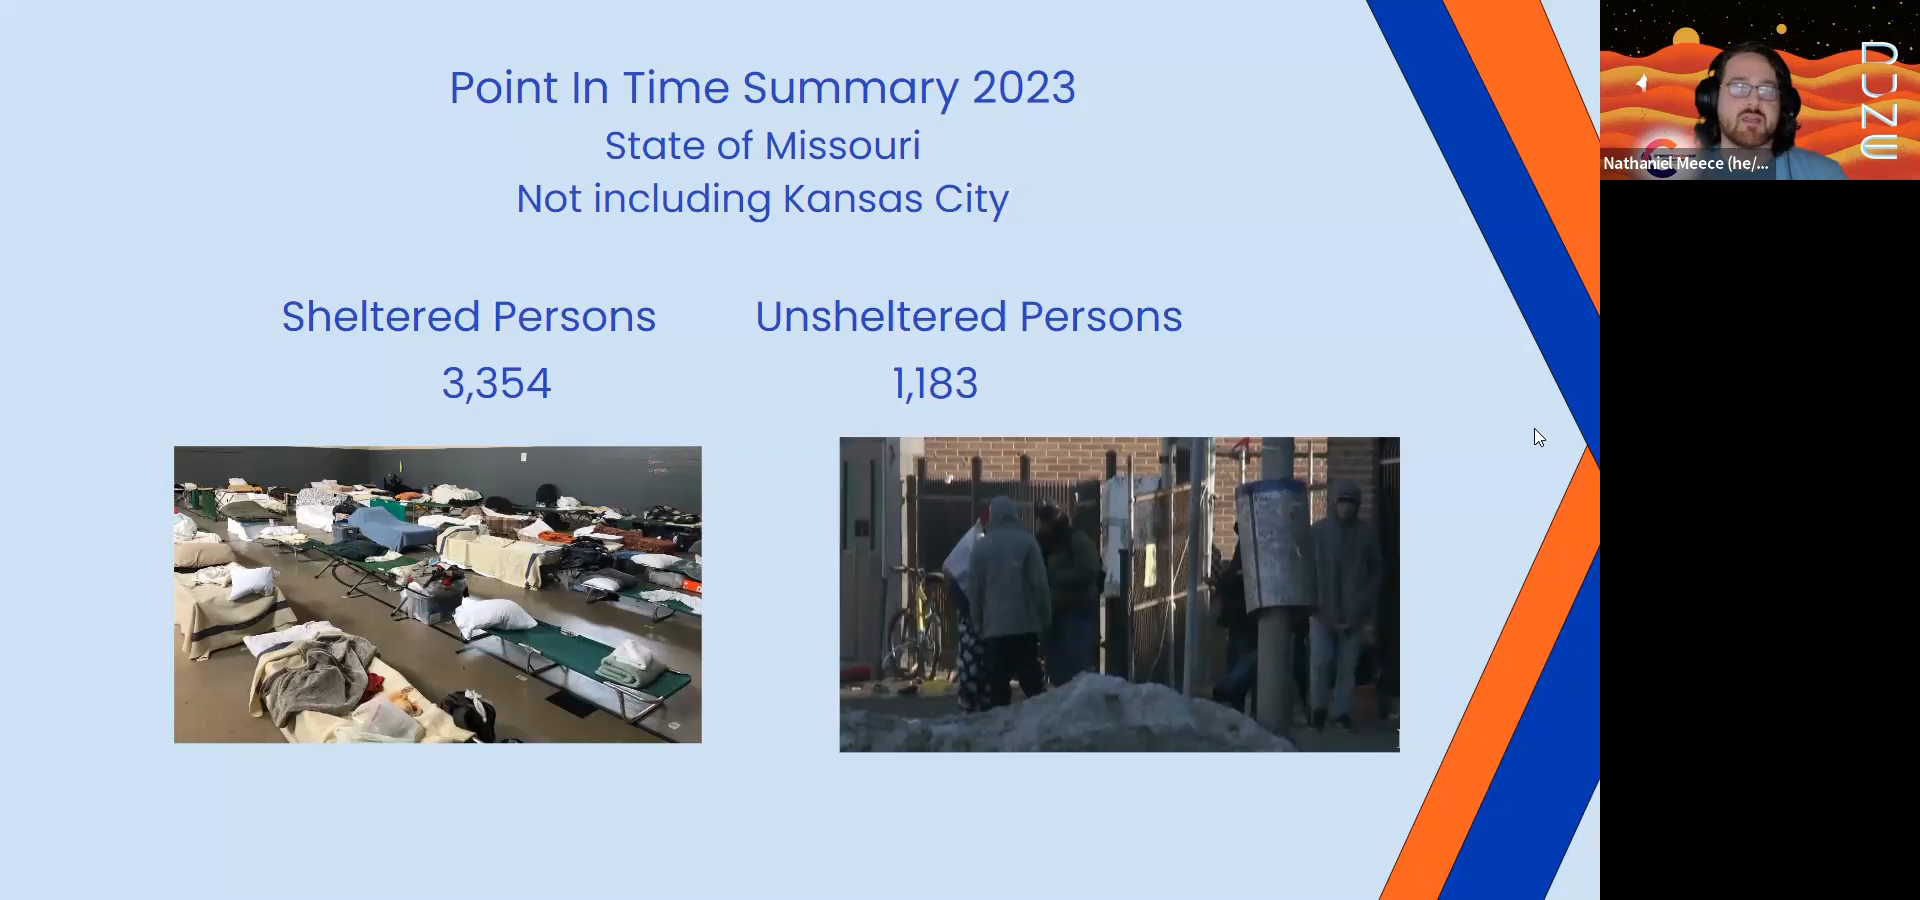 Point In Time Summary 2023
State of Missouri
Not including Kansas City
Sheltered Persons
Unsheltered Persons
3,354
1,183
DUNE
Nathaniel Meece (he/...